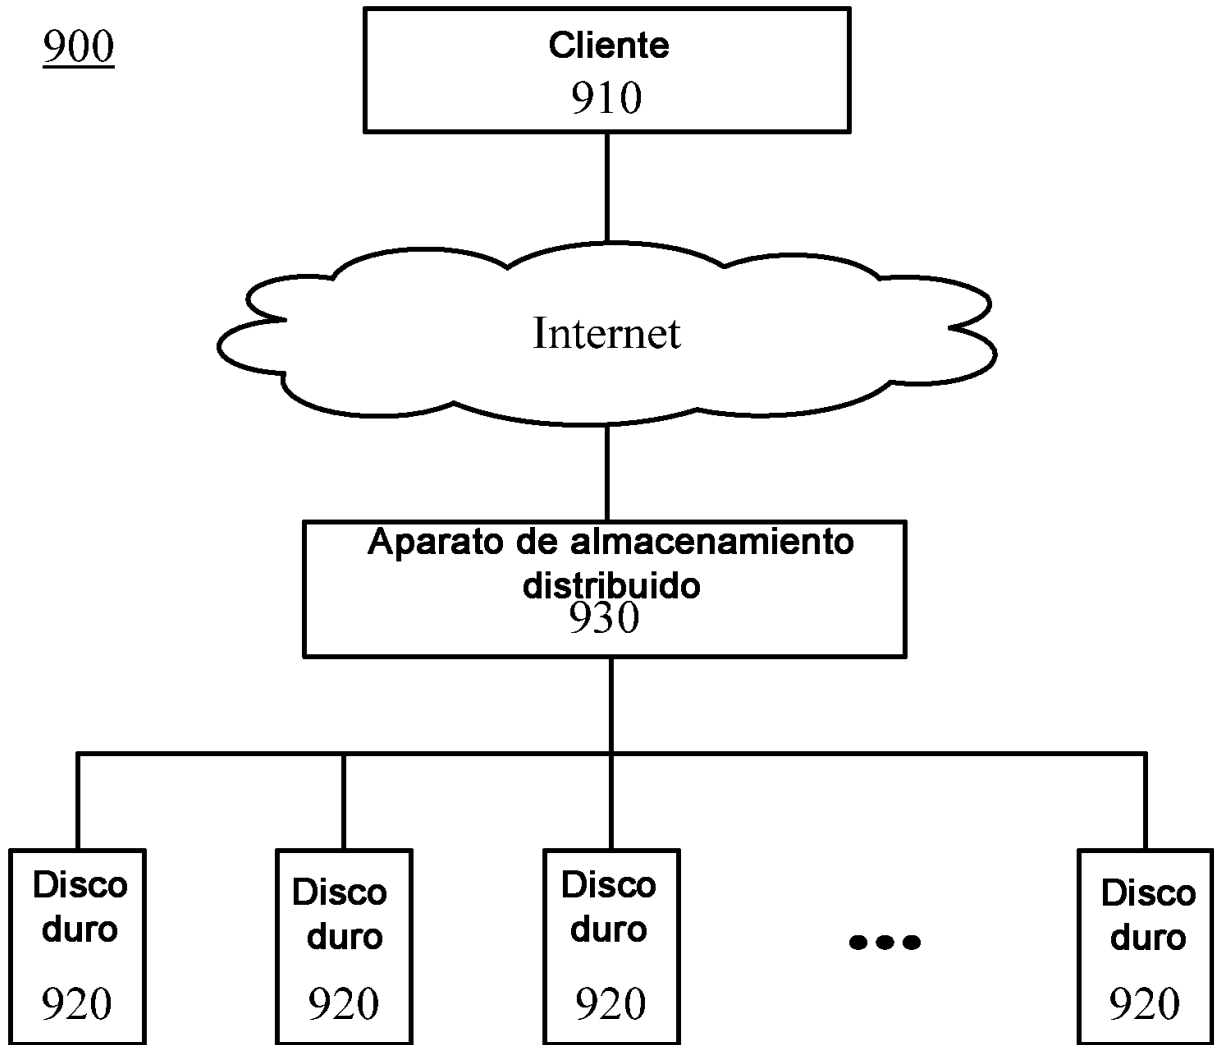 900
Cliente
910
Internet
Aparato de almacenamiento
distribuido
930
Disco
duro
920
Disco
duro
920
Disco
duro
920
Disco
duro
920